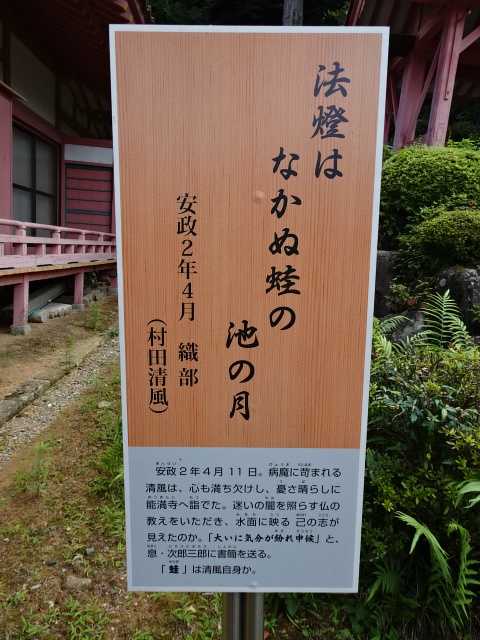 法燈は
なかぬ蛙の
池の月
安政2年4月 織部
(村田清風)
安政2年4月11日。病魔に苛まれる
清風は、心も満ち欠けし、憂さ晴らしに
能満寺へ詣でた。迷いの闇を照らす仏の
教えをいただき、水面に映る己の志が
見えたのか。「大いに気分が紛れ申候」と、
息・次郎三郎に書簡を送る。
「蛙」は清風自身か。